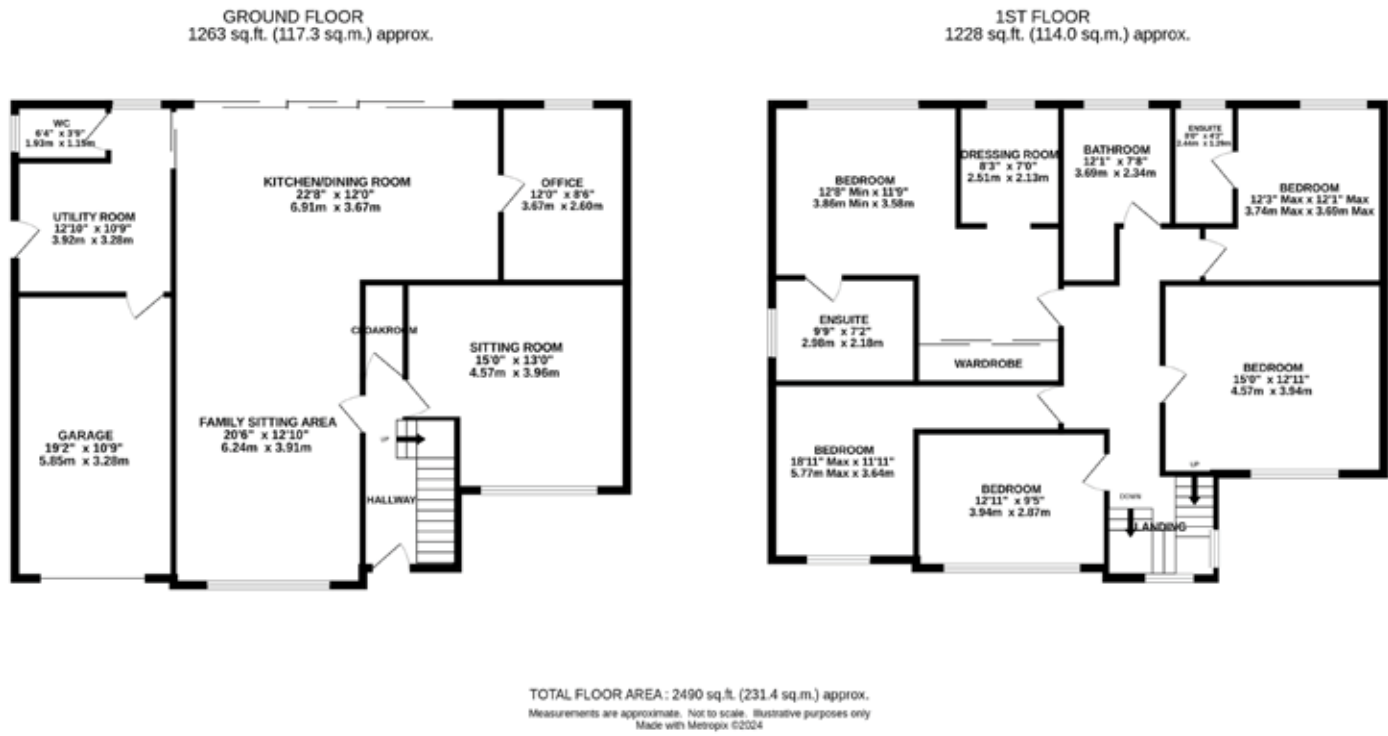 GROUND FLOOR
1263 sq.ft. (117.3 sq.m.) approx.
WC
6'4" x 3'9"
1.93m x 1.15m
KITCHEN/DINING ROOM
22'8" x 12'0"
6.91m x 3.67m
OFFICE
12'0" x 8'6"
3.67m x 2.60m
UTILITY ROOM
12'10" x 10'9"
3.92m x 3.28m
CLOAKROOM
SITTING ROOM
15'0" x 13'0"
4.57m x 3.96m
GARAGE
19'2" x 10'9"
5.85m x 3.28m
FAMILY SITTING AREA
20'6" x 12'10"
6.24m x 3.91m
UP
HALLWAY
1ST FLOOR
1228 sq.ft. (114.0 sq.m.) approx.
BEDROOM
12'8" Min x 11'9"
3.86m Min x 3.58m
DRESSING ROOM
8'3" x 7'0"
2.51m x 2.13m
BATHROOM
12'1" x 7'8"
3.69m x 2.34m
ENSUITE
x 4'3"
2.44m x 1.29m
BEDROOM
12'3" Max x 12'1" Max
3.74m Max x 3.69m Max
ENSUITE
9'9" x 7'2"
2.98m x 2.18m
WARDROBE
BEDROOM
15'0" x 12'11"
4.57m x 3.94m
BEDROOM
18'11" Max x 11'11"
5.77m Max x 3.64m
BEDROOM
12'11" x 9'5"
3.94m x 2.87m
UP
DOWN
LANDING
TOTAL FLOOR AREA : 2490 sq.ft. (231.4 sq.m.) approx.
Measurements are approximate. Not to scale. Illustrative purposes only
Made with Metropix ©2024